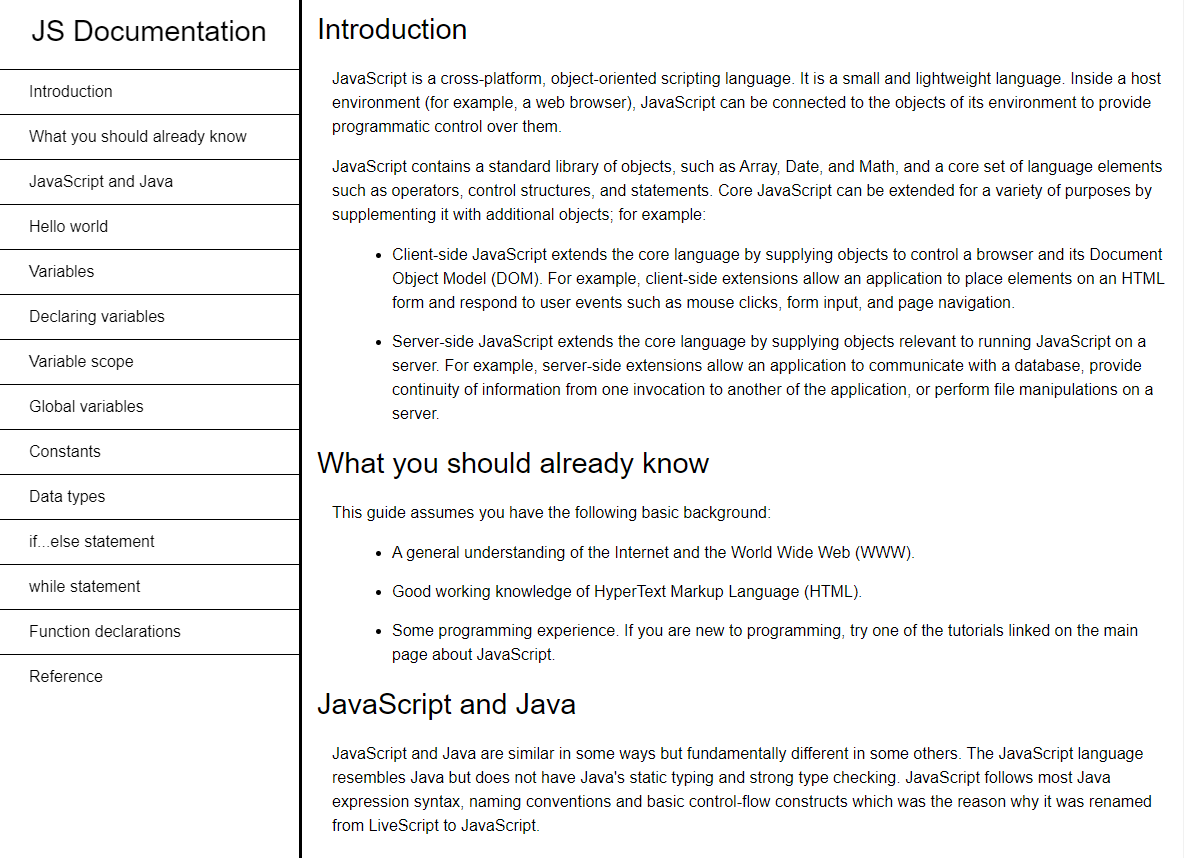 JS Documentation
Introduction
What you should already know
JavaScript and Java
Hello world
Variables
Declaring variables
Variable scope
Global variables
Constants
Data types
if...else statement
while statement
Function declarations
Reference
Introduction
JavaScript is a cross-platform, object-oriented scripting language. It is a small and lightweight language. Inside a host
environment (for example, a web browser), JavaScript can be connected to the objects of its environment to provide
programmatic control over them.
JavaScript contains a standard library of objects, such as Array, Date, and Math, and a core set of language elements
such as operators, control structures, and statements. Core JavaScript can be extended for a variety of purposes by
supplementing it with additional objects; for example:
• Client-side JavaScript extends the core language by supplying objects to control a browser and its Document
Object Model (DOM). For example, client-side extensions allow an application to place elements on an HTML
form and respond to user events such as mouse clicks, form input, and page navigation.
• Server-side JavaScript extends the core language by supplying objects relevant to running JavaScript on a
server. For example, server-side extensions allow an application to communicate with a database, provide
continuity of information from one invocation to another of the application, or perform file manipulations on a
server.
What you should already know
This guide assumes you have the following basic background:
• A general understanding of the Internet and the World Wide Web (WWW).
• Good working knowledge of HyperText Markup Language (HTML).
• Some programming experience. If you are new to programming, try one of the tutorials linked on the main
page about JavaScript.
JavaScript and Java
JavaScript and Java are similar in some ways but fundamentally different in some others. The JavaScript language
resembles Java but does not have Java's static typing and strong type checking. JavaScript follows most Java
expression syntax, naming conventions and basic control-flow constructs which was the reason why it was renamed
from LiveScript to JavaScript.